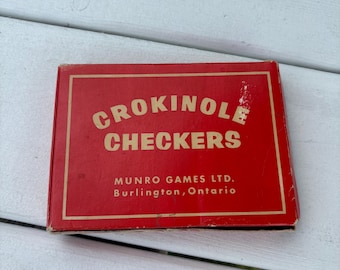 CROKINOLE
CHECKERS
MUNRO GAMES LTD.
Burlington, Ontario